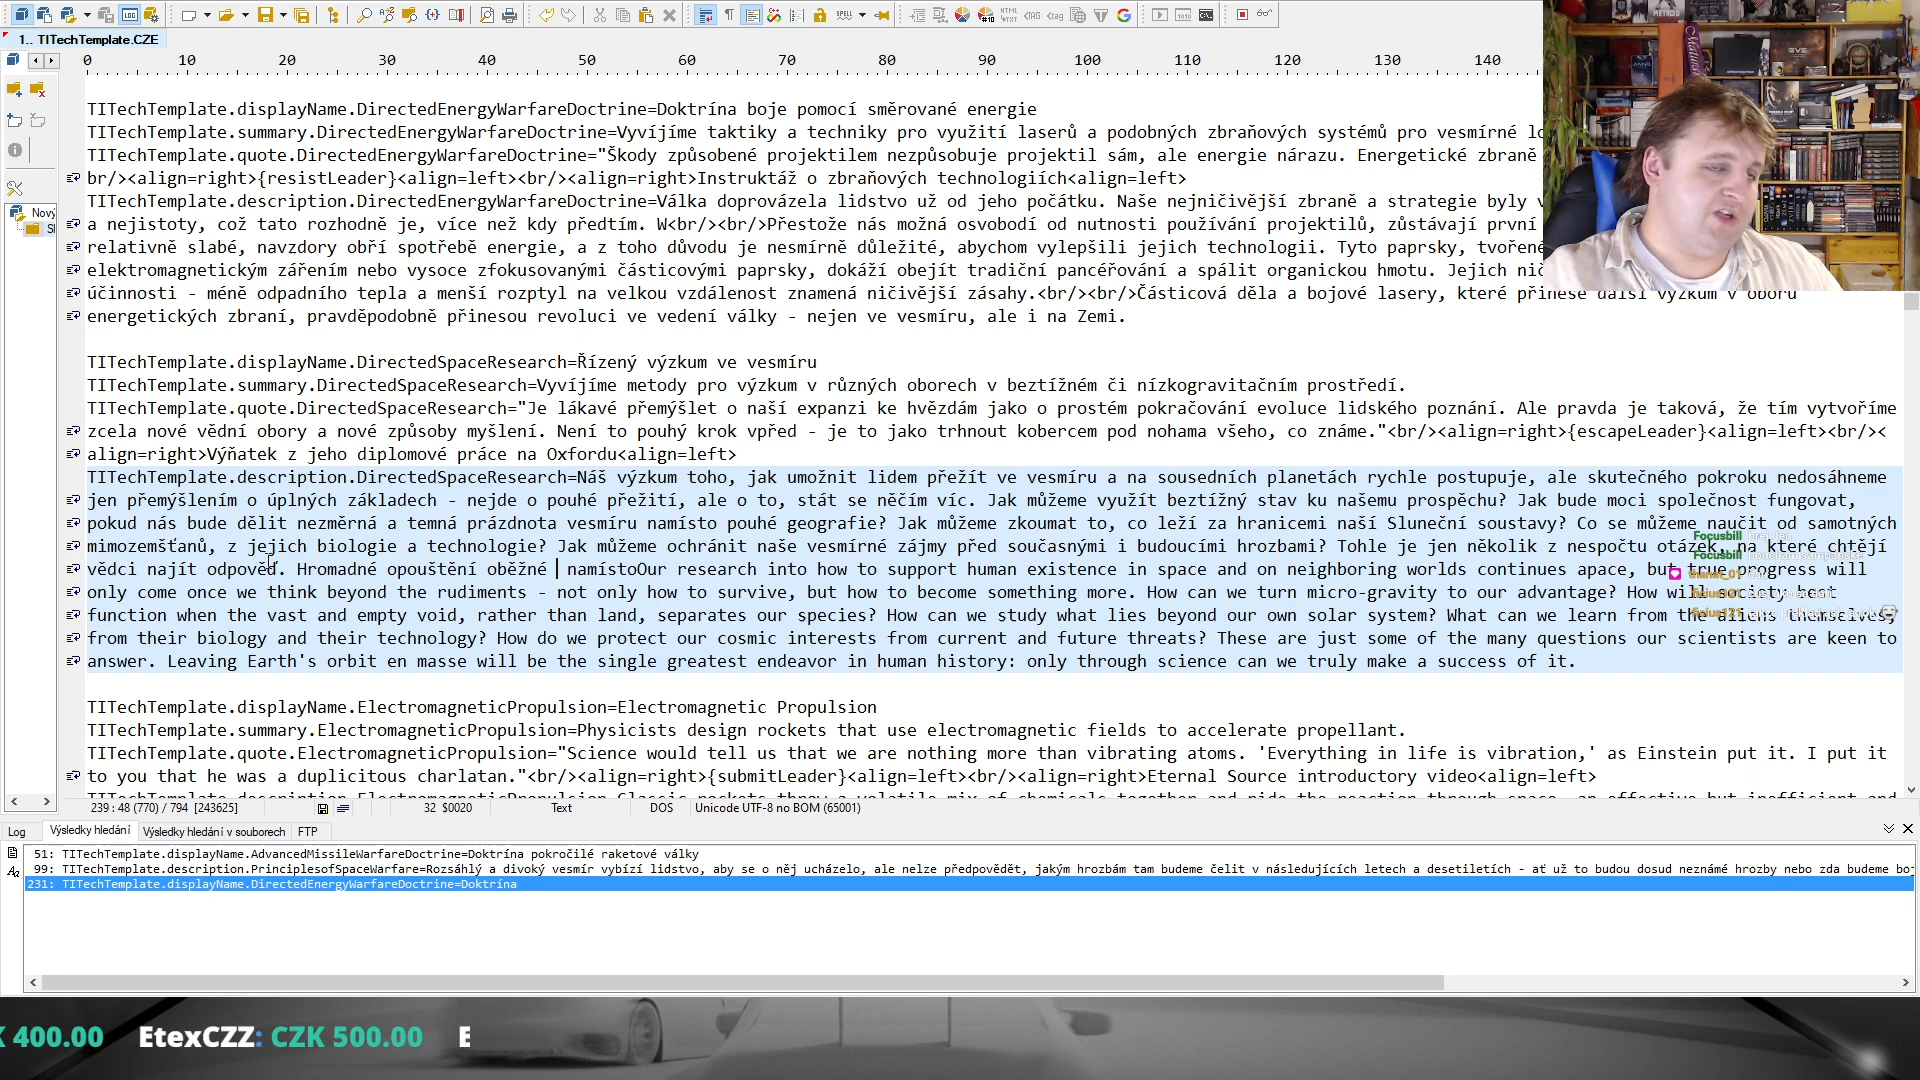 1.. TITechTemplate.CZE
0 10 20 30 40 50 60 70 80 90 100 110 120 130 140
TITechTemplate.displayName.DirectedEnergyWarfareDoctrine=Doktrína boje pomocí směrované energie
TITechTemplate.summary.DirectedEnergyWarfareDoctrine=Vyvíjíme taktiky a techniky pro využití laserů a podobných zbraňových systémů pro vesmírné
TITechTemplate.quote.DirectedEnergyWarfareDoctrine="Škody způsobené projektilem nezpůsobuje projektil sám, ale energie nárazu. Energetické zbraně
br/><align=right>{resistLeader}<align=left><br/><align=right>Instruktáž o zbraňových technologiích<align=left>
TITechTemplate.description.DirectedEnergyWarfareDoctrine=Válka doprovázela lidstvo už od jeho počátku. Naše nejničivější zbraně a strategie byly
a nejistoty, což tato rozhodně je, více než kdy předtím. W<br/><br/>Přestože nás možná osvobodí od nutnosti používání projektilů, zůstávají první
relativně slabé, navzdory obří spotřebě energie, a z toho důvodu je nesmírně důležité, abychom vylepšili jejich technologii. Tyto paprsky, tvořené
elektromagnetickým zářením nebo vysoce zfokusovanými částicovými paprsky, dokáží obejít tradiční pancéřování a spálit organickou hmotu. Jejich
účinnosti - méně odpadního tepla a menší rozptyl na velkou vzdálenost znamená ničivější zásahy.<br/><br/>Částicová děla a bojové lasery, které přinese další výzkum v oboru
energetických zbraní, pravděpodobně přinesou revoluci ve vedení války - nejen ve vesmíru, ale i na Zemi.
TITechTemplate.displayName.DirectedSpaceResearch=Řízený výzkum ve vesmíru
TITechTemplate.summary.DirectedSpaceResearch=Vyvíjíme metody pro výzkum v různých oborech v beztížném či nízkogravitačním prostředí.
TITechTemplate.quote.DirectedSpaceResearch="Je lákavé přemýšlet o naší expanzi ke hvězdám jako o prostém pokračování evoluce lidského poznání. Ale pravda je taková, že tím vytvoříme
zcela nové vědní obory a nové způsoby myšlení. Není to pouhý krok vpřed - je to jako trhnout kobercem pod nohama všeho, co známe."<br/><align=right>{escapeLeader}<align=left><br/><
align=right>Výňatek z jeho diplomové práce na Oxfordu<align=left>
TITechTemplate.description.DirectedSpaceResearch=Náš výzkum toho, jak umožnit lidem přežít ve vesmíru a na sousedních planetách rychle postupuje, ale skutečného pokroku nedosáhneme
jen přemýšlením o úplných základech - nejde o pouhé přežití, ale o to, stát se něčím víc. Jak můžeme využít beztížný stav ku našemu prospěchu? Jak bude moci společnost fungovat,
pokud nás bude dělit nezměrná a temná prázdnota vesmíru namísto pouhé geografie? Jak můžeme zkoumat to, co leží za hranicemi naší Sluneční soustavy? Co se můžeme naučit od samotných
mimozemšťanů, z jejich biologie a technologie? Jak můžeme ochránit naše vesmírné zájmy před současnými i budoucími hrozbami? Tohle je jen několik z nespočtu otázek, na které chtějí
vědci najít odpověď. Hromadné opouštění oběžné namístoOur research into how to support human existence in space and on neighboring worlds continues apace, but true progress will
only come once we think beyond the rudiments - not only how to survive, but how to become something more. How can we turn micro-gravity to our advantage? How will society best
function when the vast and empty void, rather than land, separates our species? How can we study what lies beyond our own solar system? What can we learn from the aliens themselves,
from their biology and their technology? How do we protect our cosmic interests from current and future threats? These are just some of the many questions our scientists are keen to
answer. Leaving Earth's orbit en masse will be the single greatest endeavor in human history: only through science can we truly make a success of it.
TITechTemplate.displayName.ElectromagneticPropulsion=Electromagnetic Propulsion
TITechTemplate.summary.ElectromagneticPropulsion=Physicists design rockets that use electromagnetic fields to accelerate propellant.
TITechTemplate.quote.ElectromagneticPropulsion="Science would tell us that we are nothing more than vibrating atoms. 'Everything in life is vibration,' as Einstein put it. I put it
to you that he was a duplicitous charlatan."<br/><align=right>{submitLeader}<align=left><br/><align=right>Eternal Source introductory video<align=left>
Nový
Focusbill
Focusbill
239:48 (770) / 794 [243625] 32 $0020 Text DOS Unicode UTF-8 no BOM (65001)
Log Výsledky hledání Výsledky hledání v souborech FTP
51: TITechTemplate.displayName.AdvancedMissileWarfareDoctrine=Doktrína pokročilé raketové války
99: TITechTemplate.description.PrinciplesofSpaceWarfare=Rozsáhlý a divoký vesmír vybízí lidstvo, aby se o něj ucházelo, ale nelze předpovědět, jakým hrozbám tam budeme čelit v následujících letech a desetiletích - ať už to budou dosud neznámé hrozby nebo zda budeme
231: TITechTemplate.displayName.DirectedEnergyWarfareDoctrine=Doktrína
400.00 EtexCZZ: CZK 500.00 E